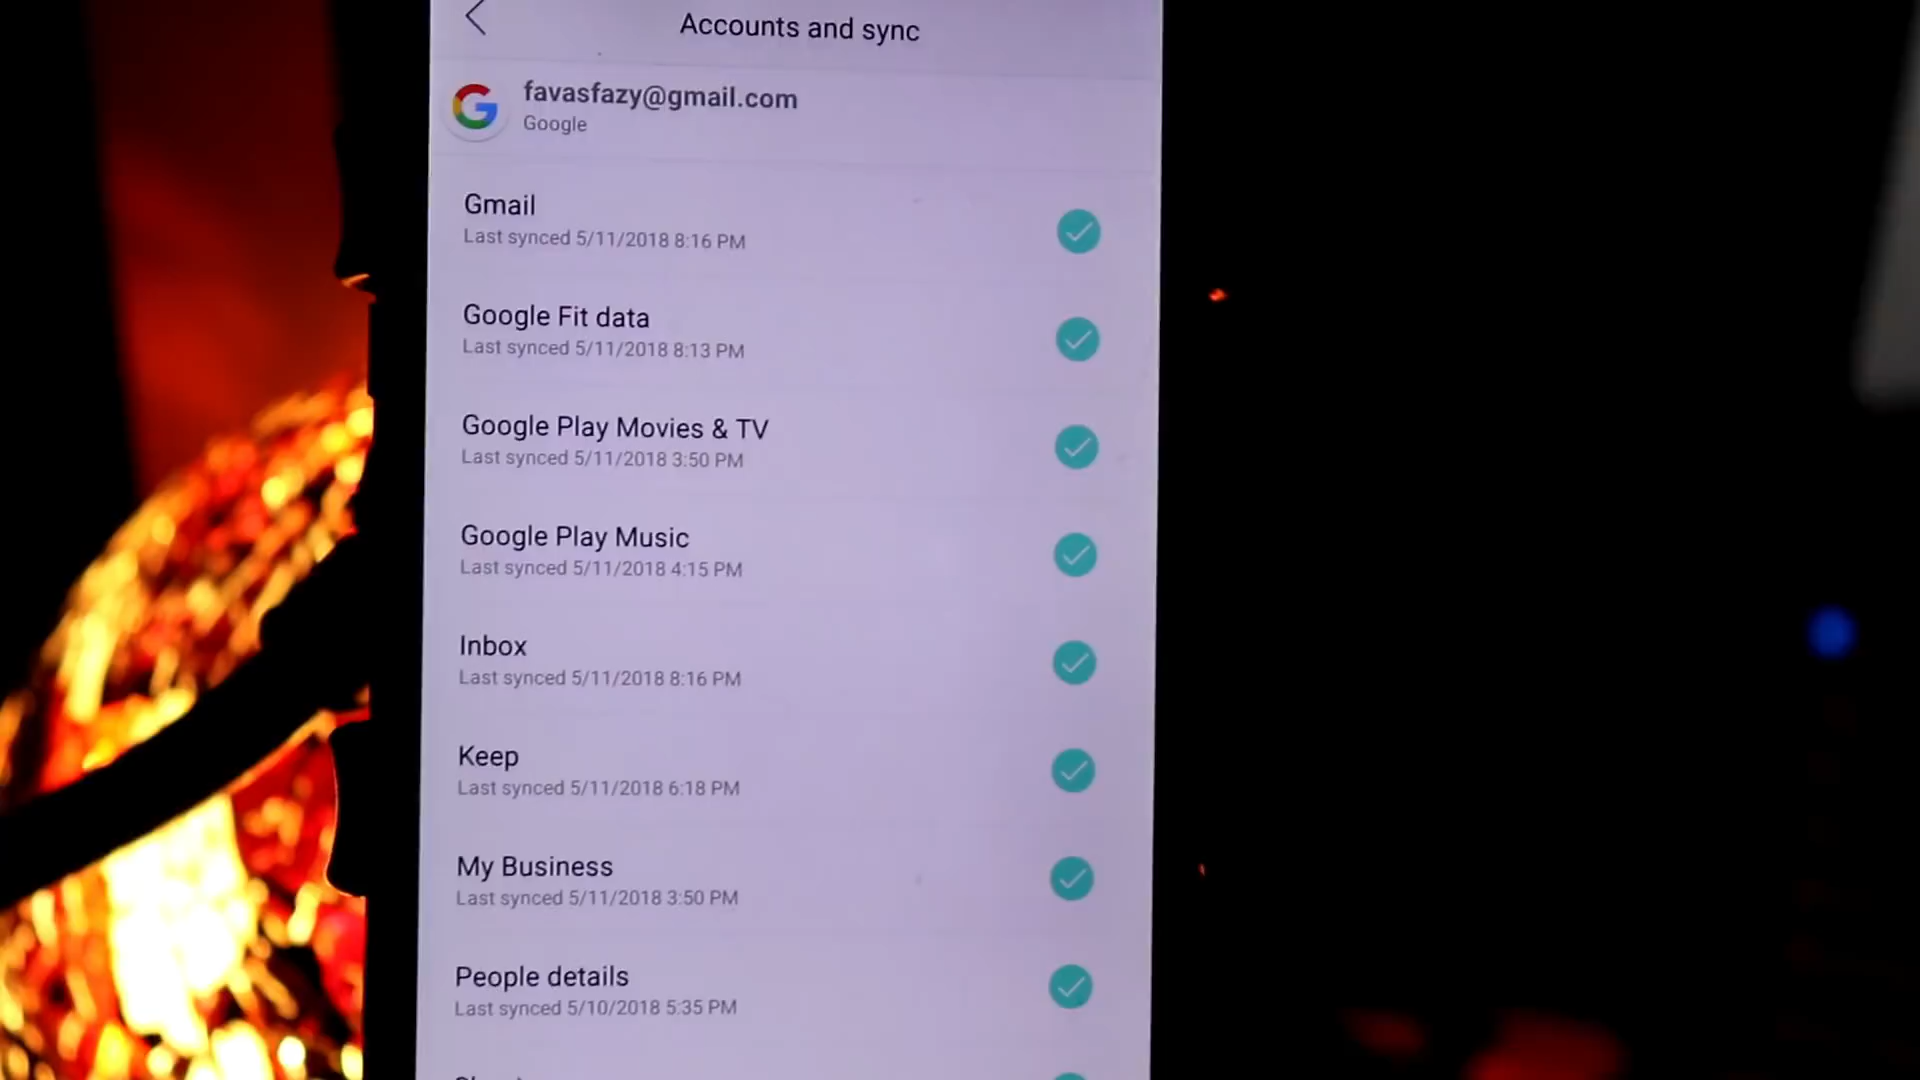 Accounts and sync
favasfazy@gmail.com
Google
Gmail
Last synced 5/11/2018 8:16 PM
Google Fit data
Last synced 5/11/2018 8:13 PM
Google Play Movies & TV
Last synced 5/11/2018 3:50 PM
Google Play Music
Last synced 5/11/2018 4:15 PM
Inbox
Last synced 5/11/2018 8:16 PM
Keep
Last synced 5/11/2018 6:18 PM
My Business
Last synced 5/11/2018 3:50 PM
People details
Last synced 5/10/2018 5:35 PM